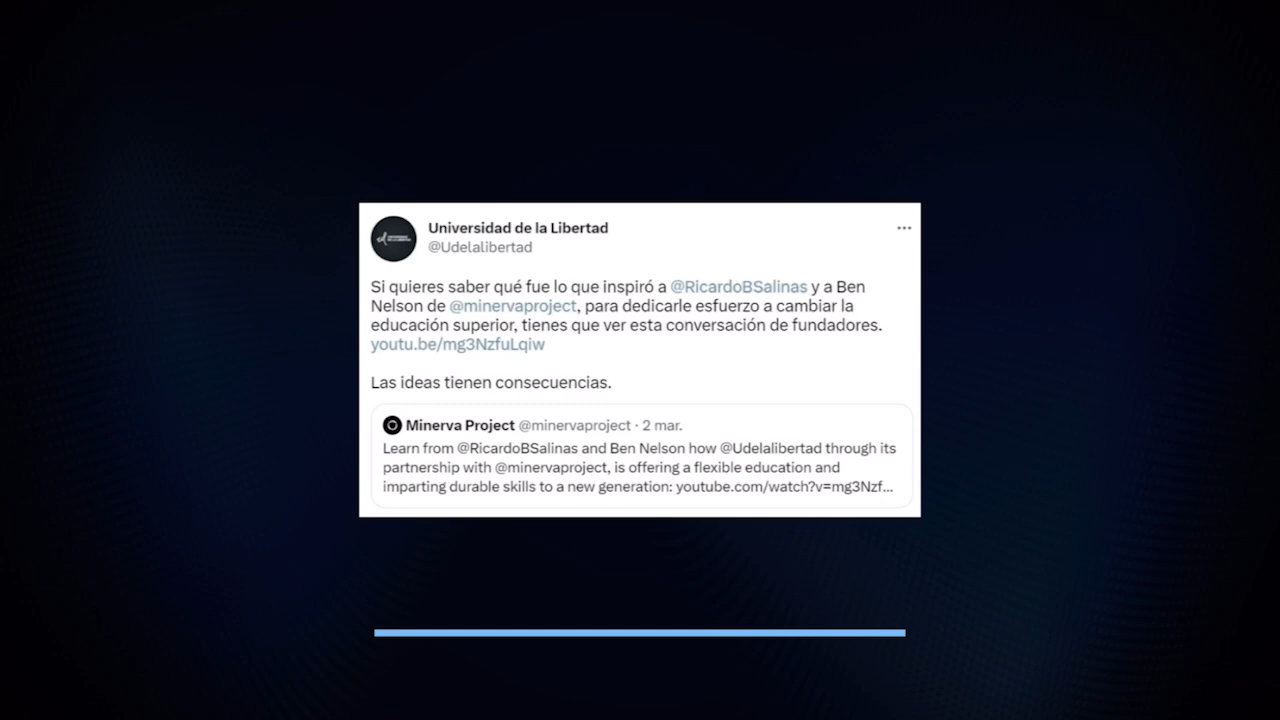 Universidad de la Libertad
@Udelalibertad
Si quieres saber qué fue lo que inspiró a @RicardoBSalinas y a Ben
Nelson de @minervaproject, para dedicarle esfuerzo a cambiar la
educación superior, tienes que ver esta conversación de fundadores.
youtu.be/mg3NzfuLqiw
Las ideas tienen consecuencias.
Minerva Project @minervaproject · 2 mar.
Learn from @RicardoBSalinas and Ben Nelson how @Udelalibertad through its
partnership with @minervaproject, is offering a flexible education and
imparting durable skills to a new generation: youtube.com/watch?v=mg3Nzf...